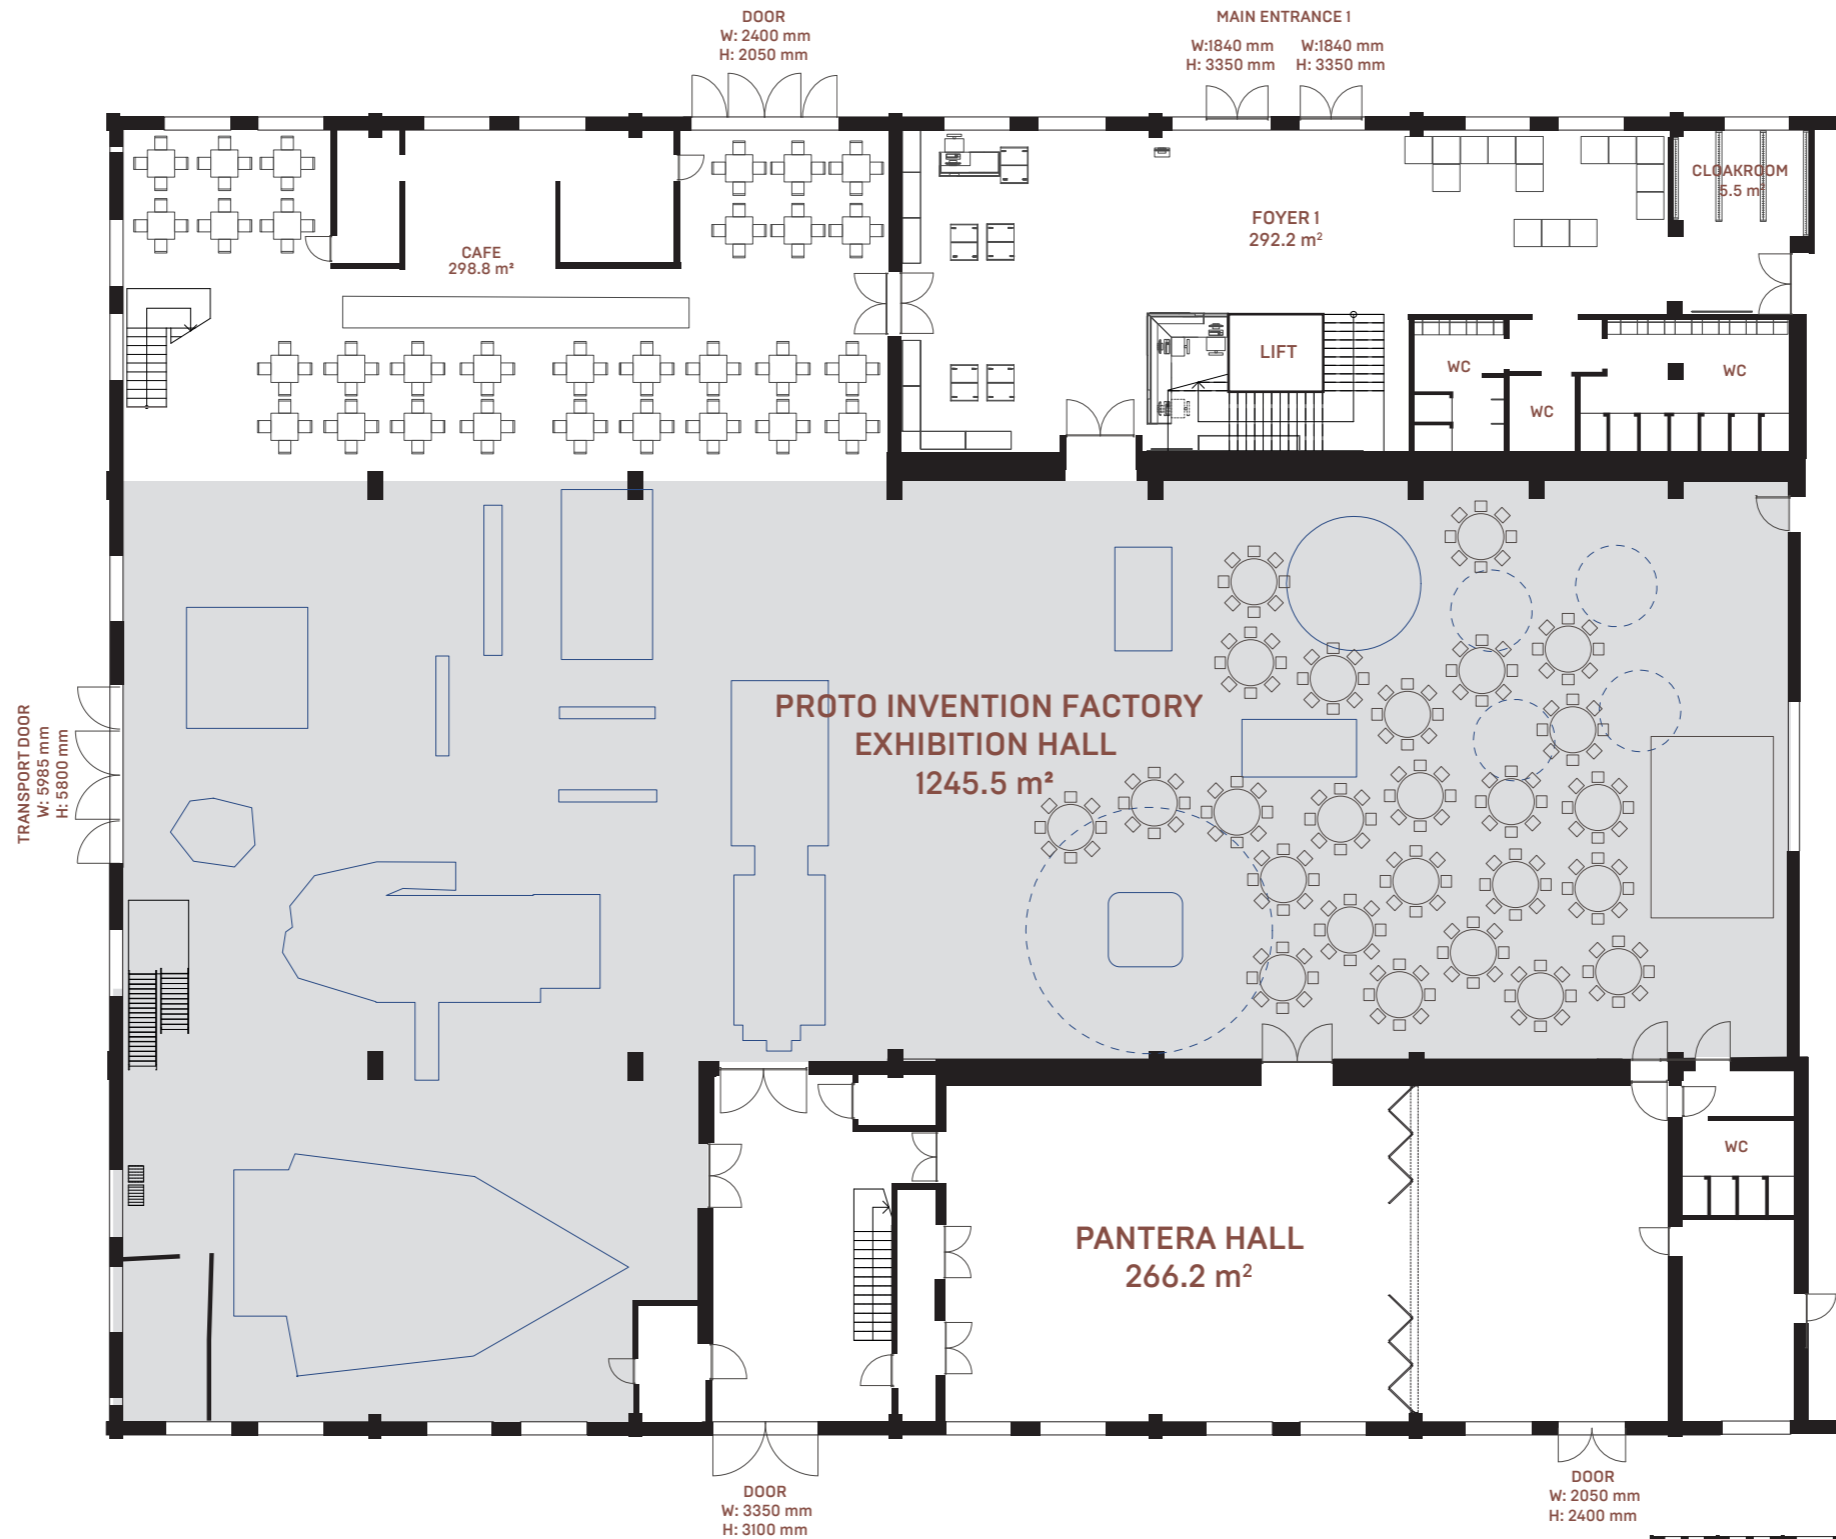 DOOR
W: 2400 mm
H: 2050 mm
MAIN ENTRANCE 1
W:1840 mm W:1840 mm
H: 3350 mm H: 3350 mm
CLOAKROOM
5.5 m²
FOYER 1
292.2 m²
CAFE
298.8 m²
LIFT
WC
WC
WC
PROTO INVENTION FACTORY
EXHIBITION HALL
1245.5 m²
TRANSPORT DOOR
W: 5985 mm
H: 5800 mm
WC
PANTERA HALL
266.2 m²
DOOR
W: 3350 mm
H: 3100 mm
DOOR
W: 2050 mm
H: 2400 mm